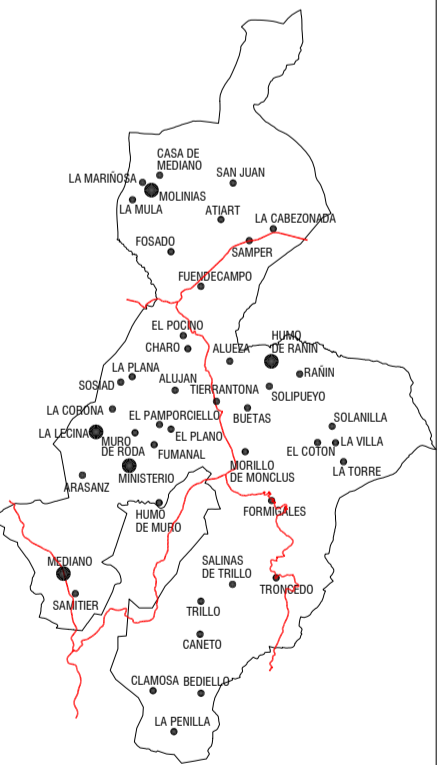 CASA DE
MEDIANO
LA MARIÑOSA
SAN JUAN
MOLINIAS
LA MULA
ATIART
LA CABEZONADA
FOSADO
SAMPER
FUENDECAMPO
EL POCINO
HUMO
DE RAÑIN
CHARO
ALUEZA
LA PLANA
RAÑIN
SOSIAD
ALUJAN
TIERRANTONA
SOLIPUEYO
LA CORONA
EL PAMPORCIELLO
BUETAS
SOLANILLA
LA LECINA
MURO
DE RODA
EL PLANO
EL COTON
LA VILLA
FUMANAL
MORILLO
DE MONCLUS
LA TORRE
MINISTERIO
ARASANZ
HUMO
DE MURO
FORMIGALES
MEDIANO
SALINAS
DE TRILLO
TRONCEDO
SAMITIER
TRILLO
CANETO
CLAMOSA
BEDIELLO
LA PENILLA